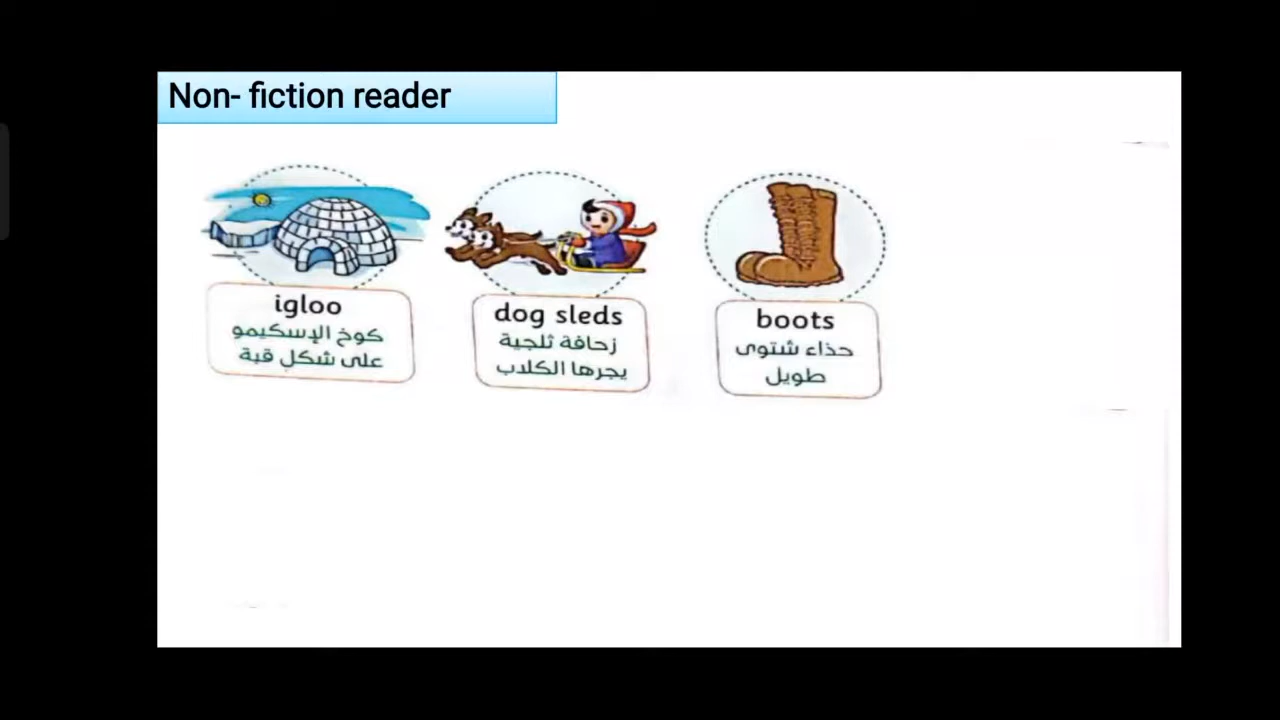 Non- fiction reader
igloo
كوخ الإسكيمو
على شكل قبة
dog sleds
زحافة ثلجية
يجرها الكلاب
boots
حذاء شتوى
طويل